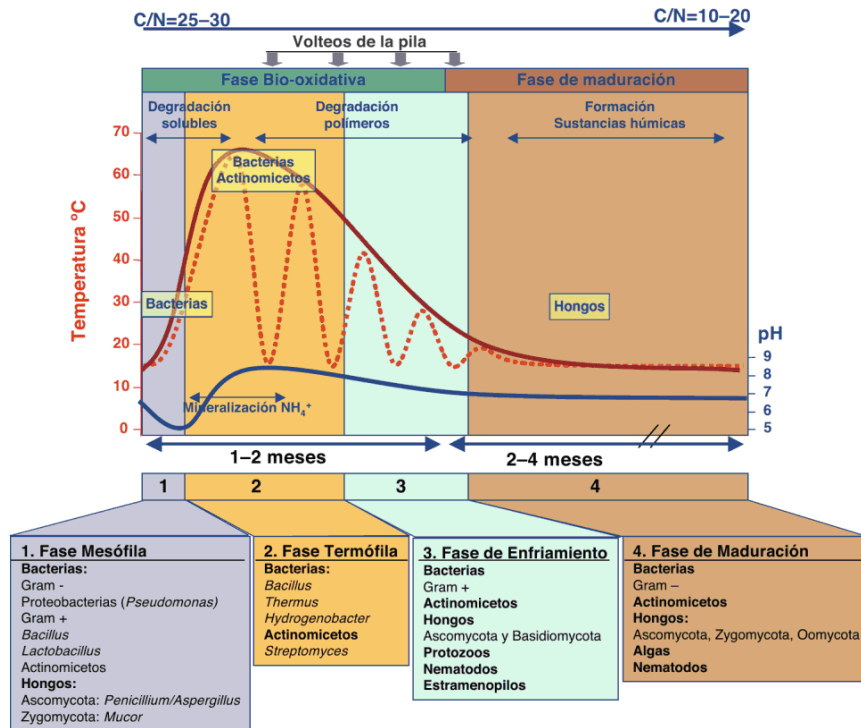 C/N=25–30
C/N=10–20
Volteos de la pila
Fase Bio-oxidativa
Fase de maduración
Degradación
solubles
Degradación
polímeros
Formación
Sustancias húmicas
Temperatura ºC
70
60
50
40
30
20
10
0
Bacterias
Actinomicetos
Bacterias
Hongos
Mineralización NH₄⁺
pH
9
8
7
6
5
1–2 meses
2–4 meses
1
2
3
4
1. Fase Mesófila
Bacterias:
Gram -
Proteobacterias (Pseudomonas)
Gram +
Bacillus
Lactobacillus
Actinomicetos
Hongos:
Ascomycota: Penicillium/Aspergillus
Zygomycota: Mucor
2. Fase Termófila
Bacterias:
Bacillus
Thermus
Hydrogenobacter
Actinomicetos
Streptomyces
3. Fase de Enfriamiento
Bacterias
Gram +
Actinomicetos
Hongos
Ascomycota y Basidiomycota
Protozoos
Nematodos
Estramenopilos
4. Fase de Maduración
Bacterias
Gram –
Actinomicetos
Hongos:
Ascomycota, Zygomycota, Oomycota
Algas
Nematodos